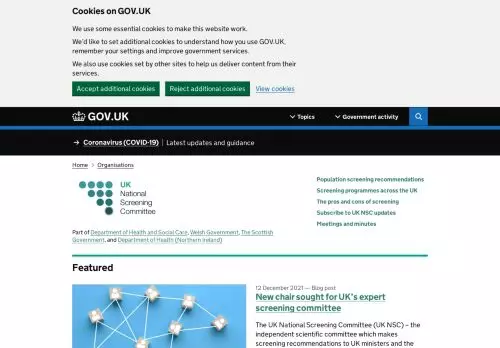 Cookies on GOV.UK
We use some essential cookies to make this website work.
We'd like to set additional cookies to understand how you use GOV.UK,
remember your settings and improve government services.
We also use cookies set by other sites to help us deliver content from their
services.
Accept additional cookies Reject additional cookies View cookies
GOV.UK Topics Government activity
→ Coronavirus (COVID-19) | Latest updates and guidance
Home > Organisations
UK
National
Screening
Committee
Population screening recommendations
Screening programmes across the UK
The pros and cons of screening
Subscribe to UK NSC updates
Meetings and minutes
Part of Department of Health and Social Care, Welsh Government, The Scottish
Government, and Department of Health (Northern Ireland)
Featured
12 December 2021 — Blog post
New chair sought for UK's expert
screening committee
The UK National Screening Committee (UK NSC) – the
independent scientific committee which makes
screening recommendations to UK ministers and the